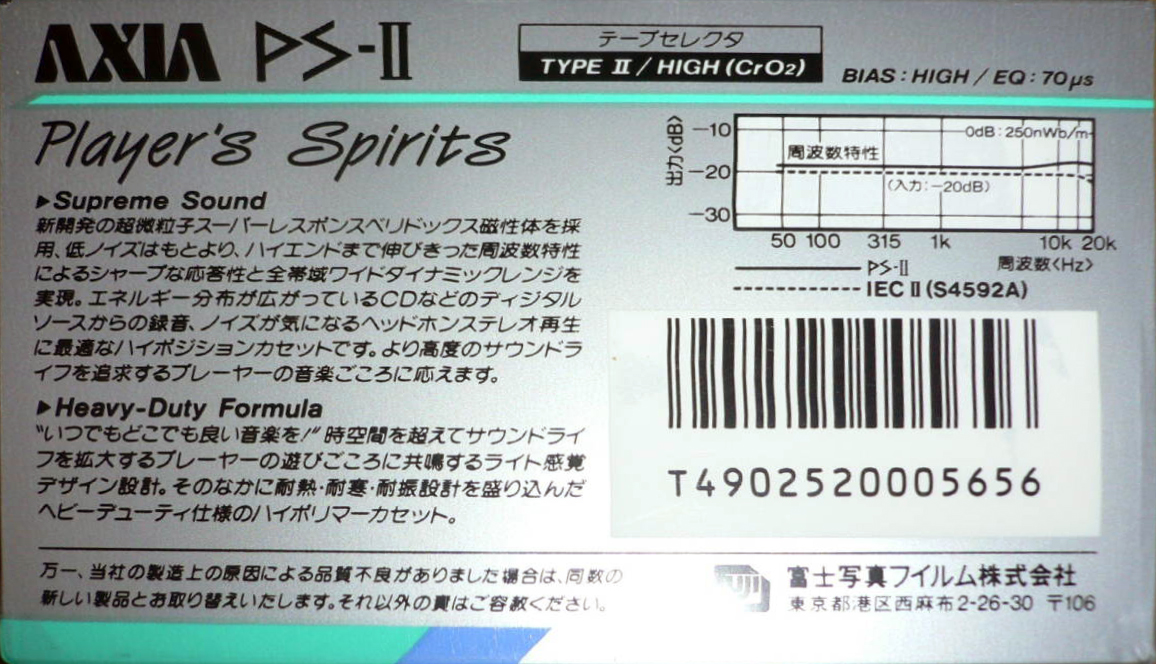 AXIA PS-II
テープセレクタ
TYPE II/HIGH(CrO2)
BIAS:HIGH/EQ:70μs
Player's Spirits
▶Supreme Sound
新開発の超微粒子スーパーレスポンスベリドックス磁性体を採
用、低ノイズはもとより、ハイエンドまで伸びきった周波数特性
によるシャープな応答性と全帯域ワイドダイナミックレンジを
実現。エネルギー分布が広がっているCDなどのディジタル
ソースからの録音、ノイズが気になるヘッドホンステレオ再生
に最適なハイポジションカセットです。より高度のサウンドラ
イフを追求するプレーヤーの音楽ごころに応えます。
▶Heavy-Duty Formula
"いつでもどこでも良い音楽を!"時空間を超えてサウンドライ
フを拡大するプレーヤーの遊びごころに共鳴するライト感覚
デザイン設計。そのなかに耐熱・耐寒・耐振設計を盛り込んだ
ヘビーデューティ仕様のハイポリマーカセット。
出力<dB>
-10
-20
-30
0dB:250nWb/m
周波数特性
(入力:-20dB)
50 100 315 1k 10k 20k
周波数<Hz>
PS-II
IEC II(S4592A)
T4902520005656
万一、当社の製造上の原因による品質不良がありました場合は、同数の
新しい製品とお取り替えいたします。それ以外の責はご容赦ください。
FUJI
富士写真フイルム株式会社
東京都港区西麻布2-26-30 〒106